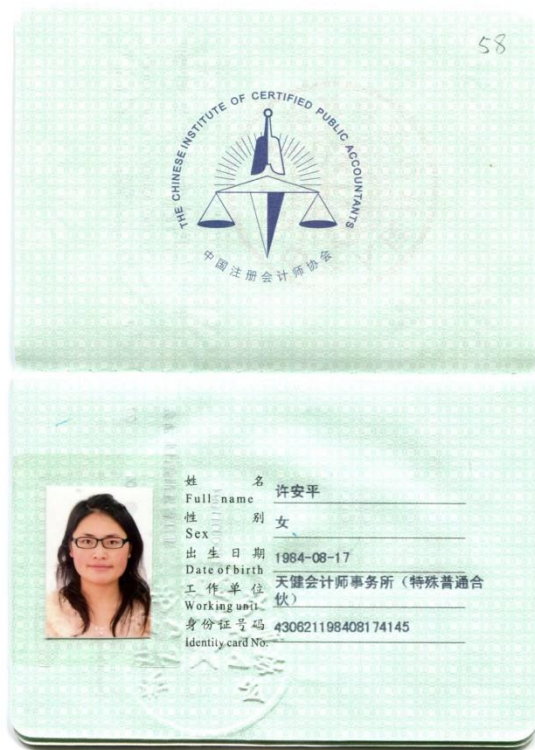 58
THE CHINESE INSTITUTE OF CERTIFIED PUBLIC ACCOUNTANTS
中国注册会计师协会
姓 名 许安平
Full name
性 别 女
Sex
出生日期 1984-08-17
Date of birth
工作单位 天健会计师事务所（特殊普通合
Working unit 伙）
身份证号码 430621198408174145
Identity card No.